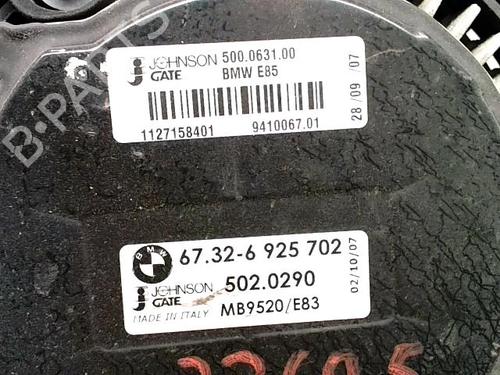 B-PARTS
JOHNSON GATE 500.0631.00
BMW E85
28/09 /07
1127158401 9410067.01
BMW 67.32-6 925 702
JOHNSON GATE 502.0290
MADE IN ITALY MB9520/E83
02/10/07